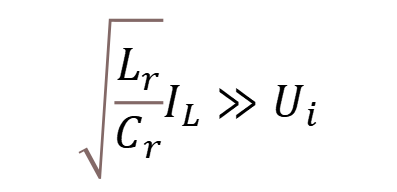 √(L_r/C_r) I_L ≫ U_i